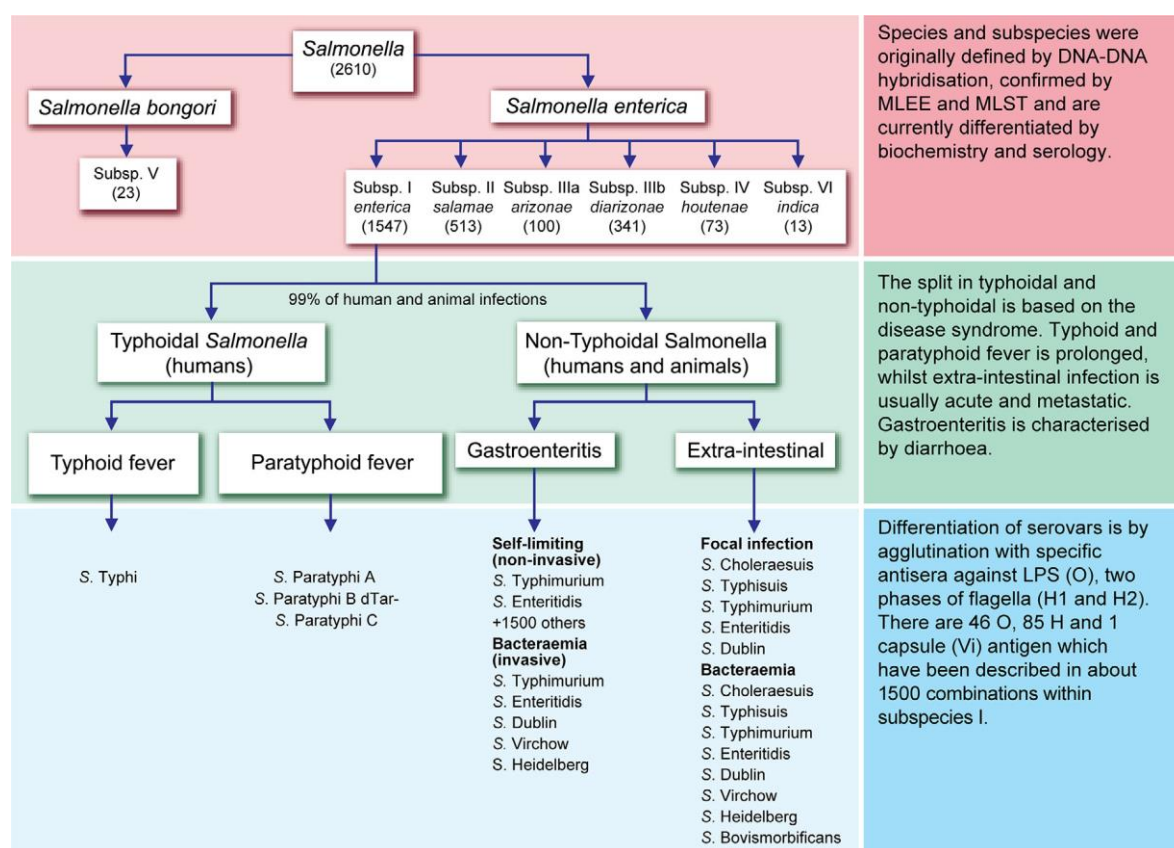 Salmonella
(2610)
Salmonella bongori
Salmonella enterica
Subsp. V
(23)
Subsp. I
enterica
(1547)
Subsp. II
salamae
(513)
Subsp. IIIa
arizonae
(100)
Subsp. IIIb
diarizonae
(341)
Subsp. IV
houtenae
(73)
Subsp. VI
indica
(13)
Species and subspecies were
originally defined by DNA-DNA
hybridisation, confirmed by
MLEE and MLST and are
currently differentiated by
biochemistry and serology.
99% of human and animal infections
Typhoidal Salmonella
(humans)
Non-Typhoidal Salmonella
(humans and animals)
Typhoid fever
Paratyphoid fever
Gastroenteritis
Extra-intestinal
The split in typhoidal and
non-typhoidal is based on the
disease syndrome. Typhoid and
paratyphoid fever is prolonged,
whilst extra-intestinal infection is
usually acute and metastatic.
Gastroenteritis is characterised
by diarrhoea.
S. Typhi
S. Paratyphi A
S. Paratyphi B dTar-
S. Paratyphi C
Self-limiting
(non-invasive)
S. Typhimurium
S. Enteritidis
+1500 others
Bacteraemia
(invasive)
S. Typhimurium
S. Enteritidis
S. Dublin
S. Virchow
S. Heidelberg
Focal infection
S. Choleraesuis
S. Typhisuis
S. Typhimurium
S. Enteritidis
S. Dublin
Bacteraemia
S. Choleraesuis
S. Typhisuis
S. Typhimurium
S. Enteritidis
S. Dublin
S. Virchow
S. Heidelberg
S. Bovismorbificans
Differentiation of serovars is by
agglutination with specific
antisera against LPS (O), two
phases of flagella (H1 and H2).
There are 46 O, 85 H and 1
capsule (Vi) antigen which
have been described in about
1500 combinations within
subspecies I.